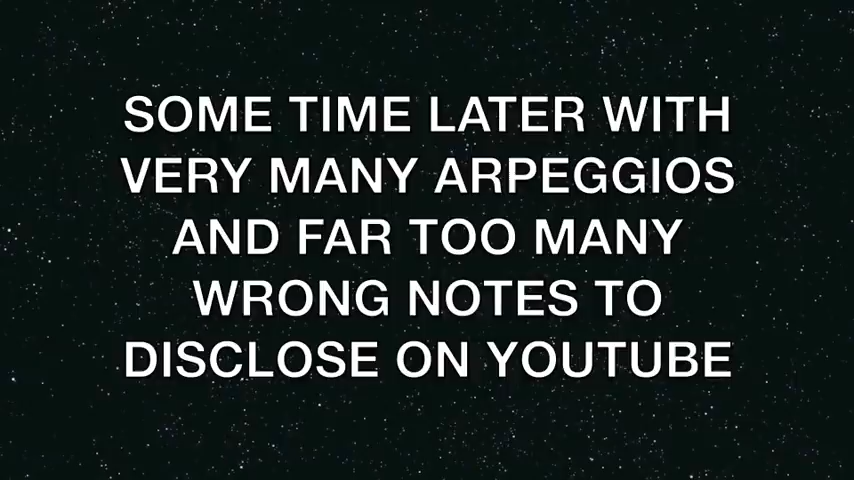 SOME TIME LATER WITH
VERY MANY ARPEGGIOS
AND FAR TOO MANY
WRONG NOTES TO
DISCLOSE ON YOUTUBE